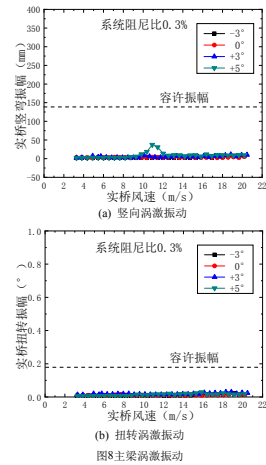 400
350
300
250
200
150
100
50
0
-50
实桥竖弯振幅(mm)
系统阻尼比0.3%
-3°
0°
+3°
+5°
容许振幅
0 2 4 6 8 10 12 14 16 18 20 22
实桥风速(m/s)
(a) 竖向涡激振动
1.0
0.8
0.6
0.4
0.2
0.0
实桥扭转振幅(°)
系统阻尼比0.3%
-3°
0°
+3°
+5°
容许振幅
0 2 4 6 8 10 12 14 16 18 20 22
实桥风速(m/s)
(b) 扭转涡激振动
图8主梁涡激振动